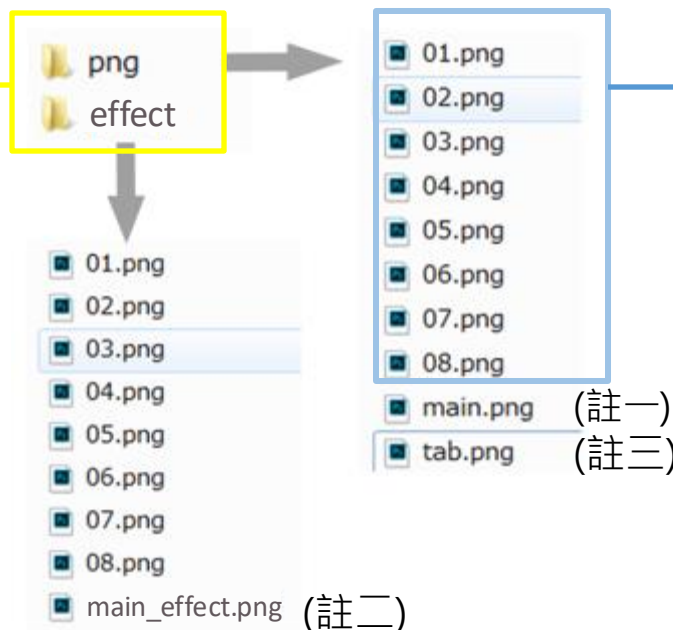 png
effect
01.png
02.png
03.png
04.png
05.png
06.png
07.png
08.png
main.png (註一)
tab.png (註三)
01.png
02.png
03.png
04.png
05.png
06.png
07.png
08.png
main_effect.png (註二)